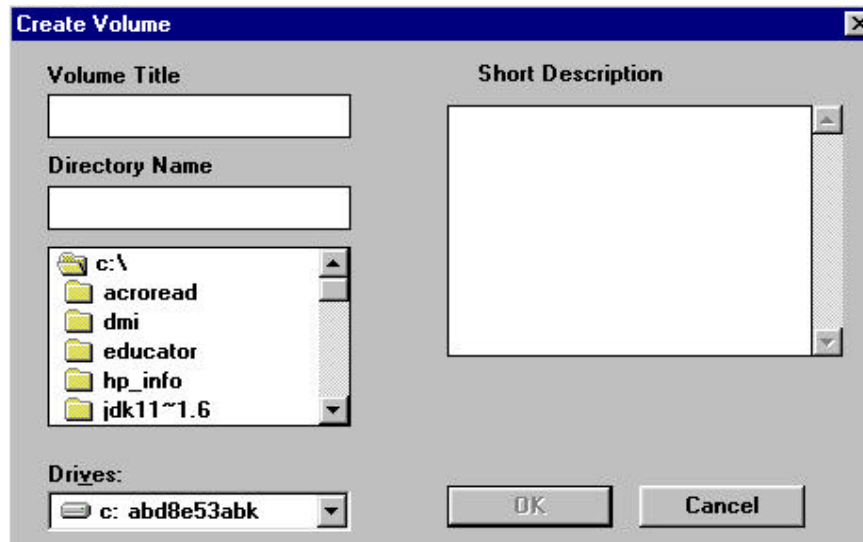 Create Volume
Volume Title
Short Description
Directory Name
c:\
acroread
dmi
educator
hp_info
jdk11~1.6
Drives:
c: abd8e53abk
OK
Cancel